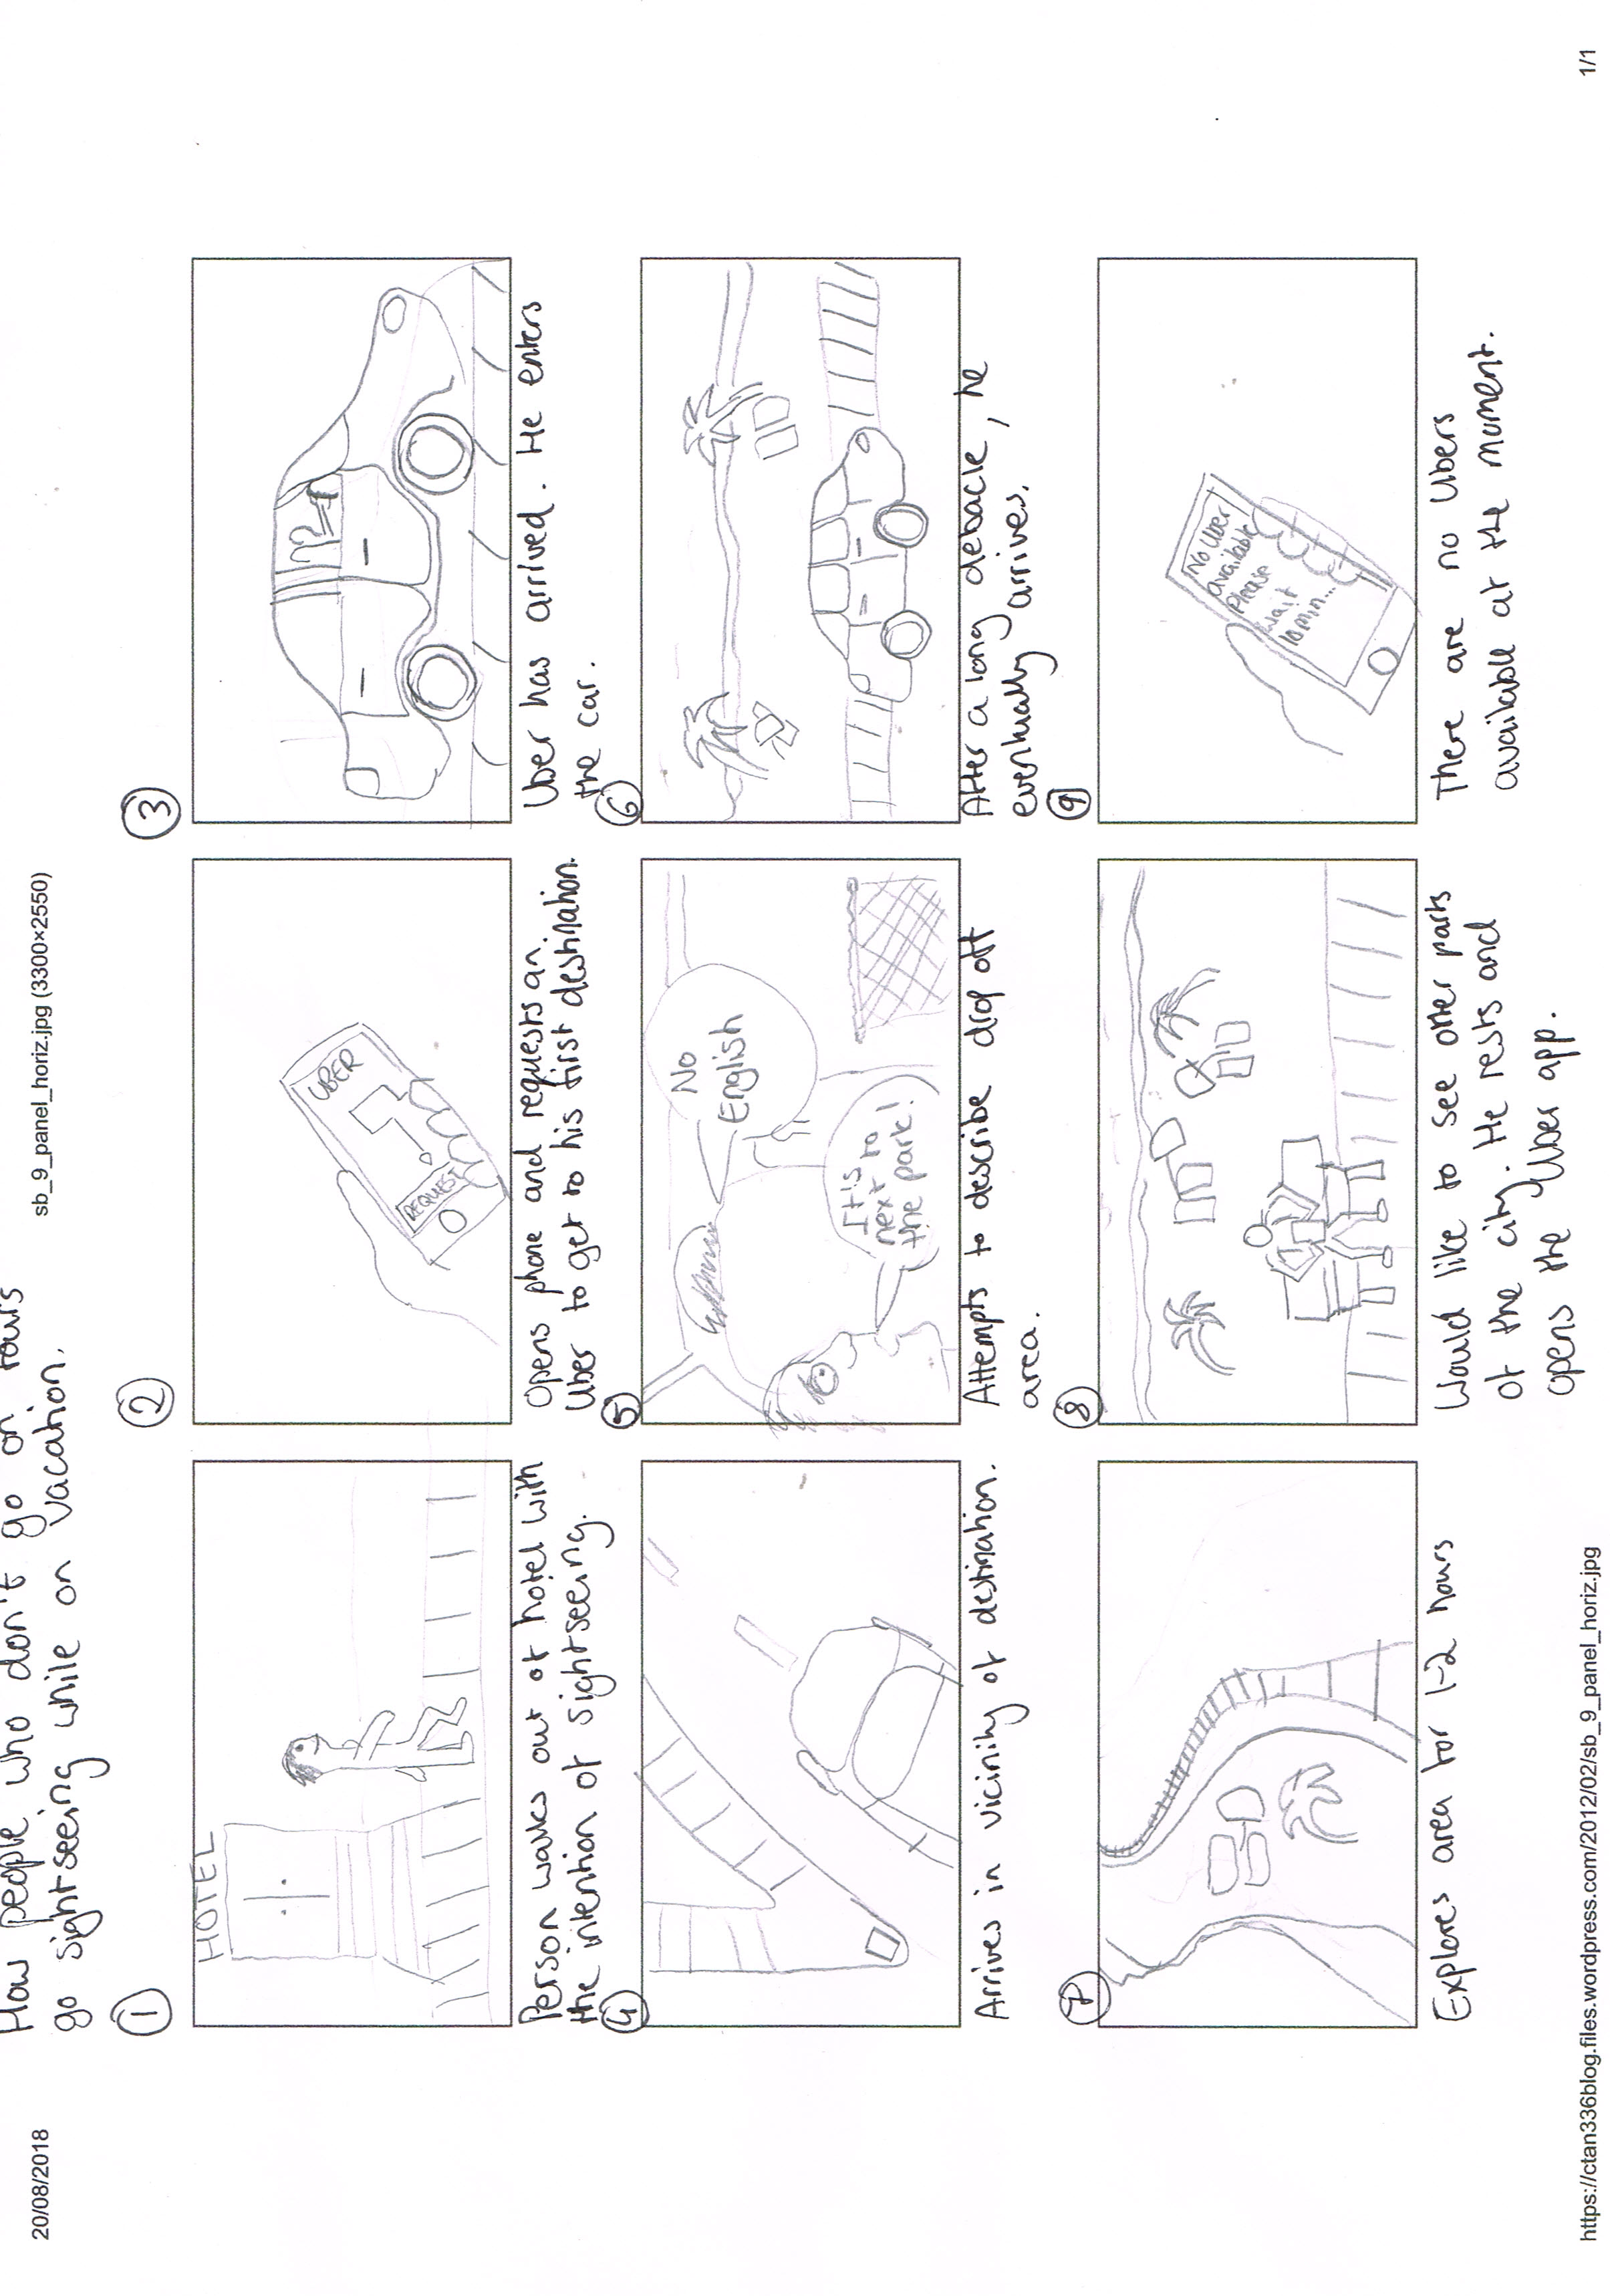 20/08/2018
sb_9_panel_horiz.jpg (3300×2550)
How people who don't go on tours
go sightseeing while on vacation.
1
2
3
HOTEL
UBER
REQUEST
Person walks out of hotel with
the intention of sightseeing.
Opens phone and requests an
Uber to get to his first destination.
Uber has arrived. He enters
the car.
4
5
6
No
English
It's
next to
the park!
Arrives in vicinity of destination.
Attempts to describe drop off
area.
After a long debacle, he
eventually arrives.
7
8
9
No Uber
available
Please
wait
10min...
Explores area for 1-2 hours
Would like to see other parts
of the city. He rests and
opens the Uber app.
There are no Ubers
available at the moment.
https://ctan336blog.files.wordpress.com/2012/02/sb_9_panel_horiz.jpg
1/1